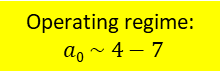 Operating regime:
a₀ ~ 4 − 7